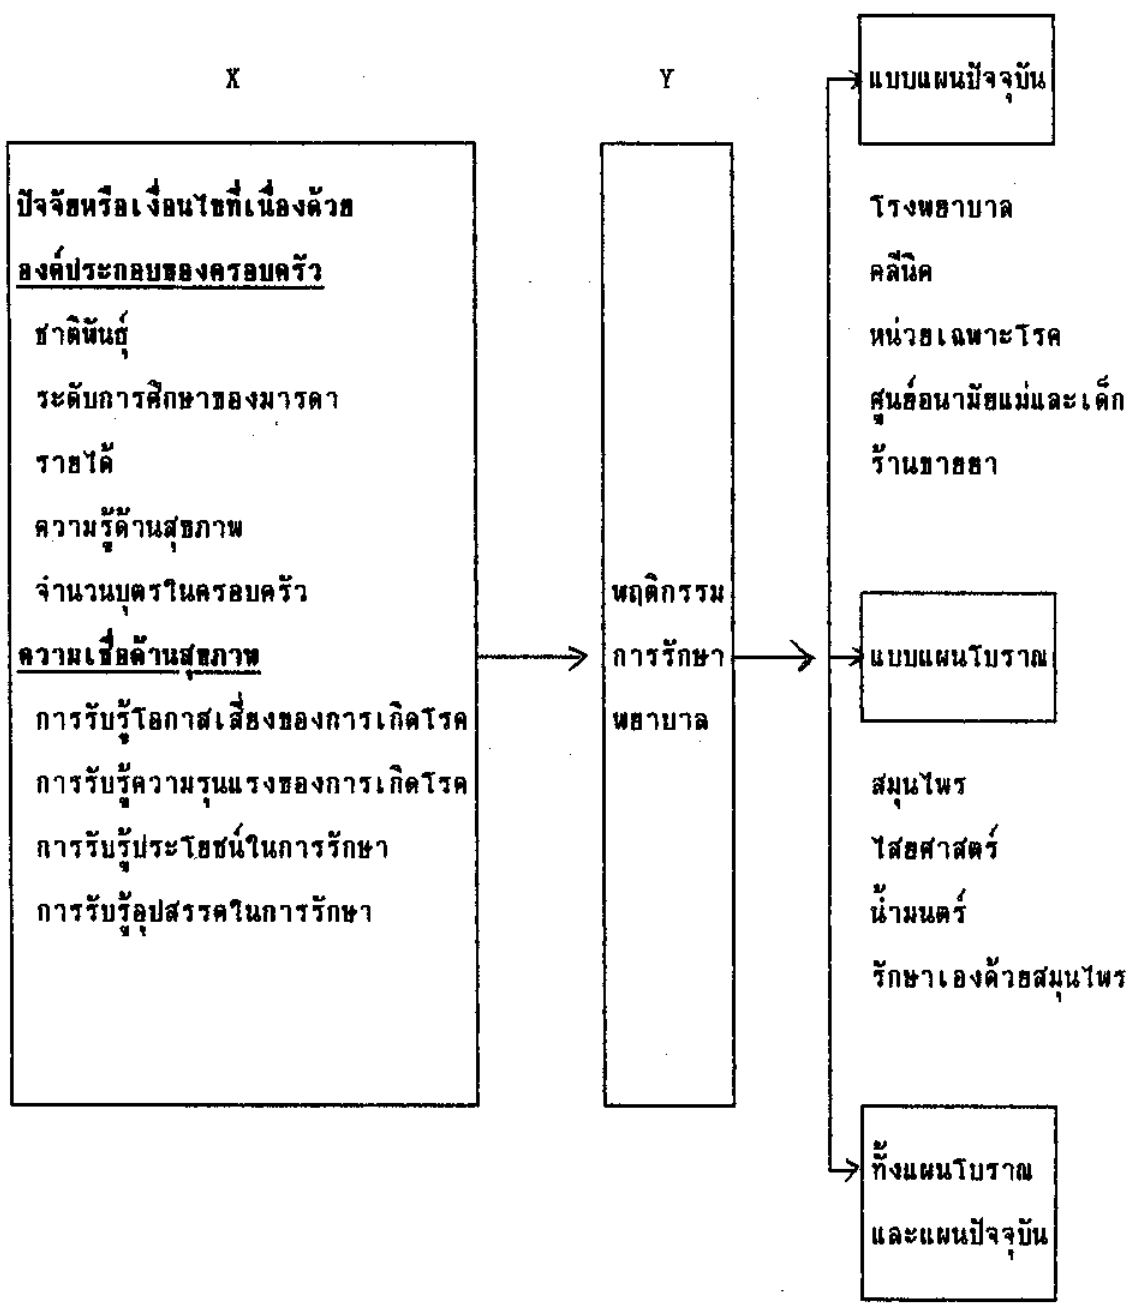 X
ปัจจัยหรือเงื่อนไขที่เนื่องด้วย
องค์ประกอบของครอบครัว
ชาติพันธุ์
ระดับการศึกษาของมารดา
รายได้
ความรู้ด้านสุขภาพ
จำนวนบุตรในครอบครัว
ความเชื่อด้านสุขภาพ
การรับรู้โอกาสเสี่ยงของการเกิดโรค
การรับรู้ความรุนแรงของการเกิดโรค
การรับรู้ประโยชน์ในการรักษา
การรับรู้อุปสรรคในการรักษา
Y
พฤติกรรม
การรักษา
พยาบาล
แบบแผนปัจจุบัน
โรงพยาบาล
คลีนิค
หน่วยเฉพาะโรค
ศูนย์อนามัยแม่และเด็ก
ร้านขายยา
แบบแผนโบราณ
สมุนไพร
ไสยศาสตร์
น้ำมนตร์
รักษาเองด้วยสมุนไพร
ทั้งแผนโบราณ
และแผนปัจจุบัน